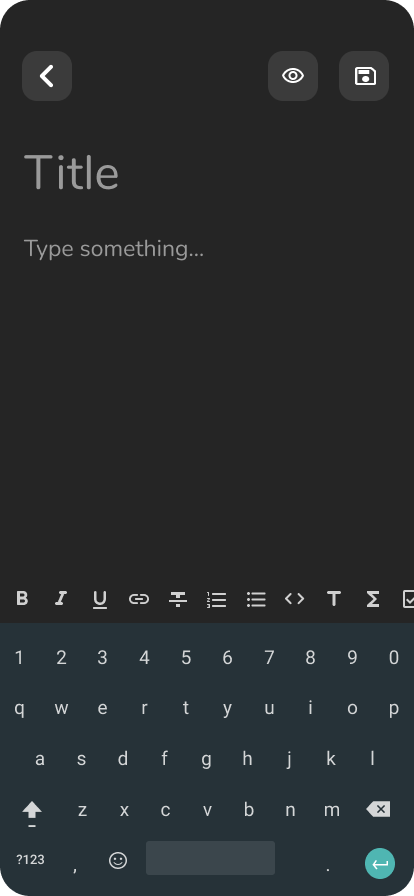 Title
Type something...
B I U T Σ
1 2 3 4 5 6 7 8 9 0
q w e r t y u i o p
a s d f g h j k l
z x c v b n m
?123 , .